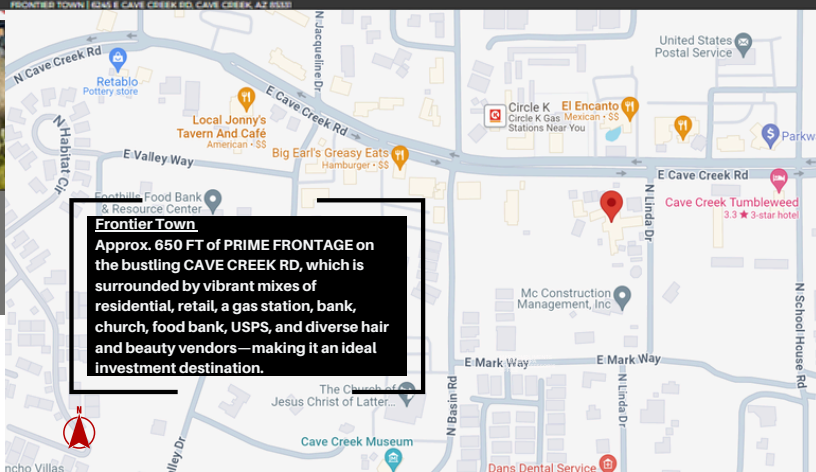 FRONTIER TOWN | 6245 E CAVE CREEK RD, CAVE CREEK, AZ 85331
N Cave Creek Rd
Retablo
Pottery store
N Jacqueline Dr
E Cave Creek Rd
Local Jonny's
Tavern And Café
American • $$
Big Earl's Greasy Eats
Hamburger • $$
Circle K
Circle K Gas
Stations Near You
El Encanto
Mexican • $$
United States
Postal Service
Parkw
N Habitat Cir
E Valley Way
Foothills Food Bank
& Resource Center
E Cave Creek Rd
N Linda Dr
Cave Creek Tumbleweed
3.3 ★ 3-star hotel
Frontier Town
Approx. 650 FT of PRIME FRONTAGE on
the bustling CAVE CREEK RD, which is
surrounded by vibrant mixes of
residential, retail, a gas station, bank,
church, food bank, USPS, and diverse hair
and beauty vendors—making it an ideal
investment destination.
Mc Construction
Management, Inc
N School House Rd
E Mark Way
E Mark Way
The Church of
Jesus Christ of Latter...
N Basin Rd
N Linda Dr
N
Cave Creek Museum
Dans Dental Service
ncho Villas
alley Dr